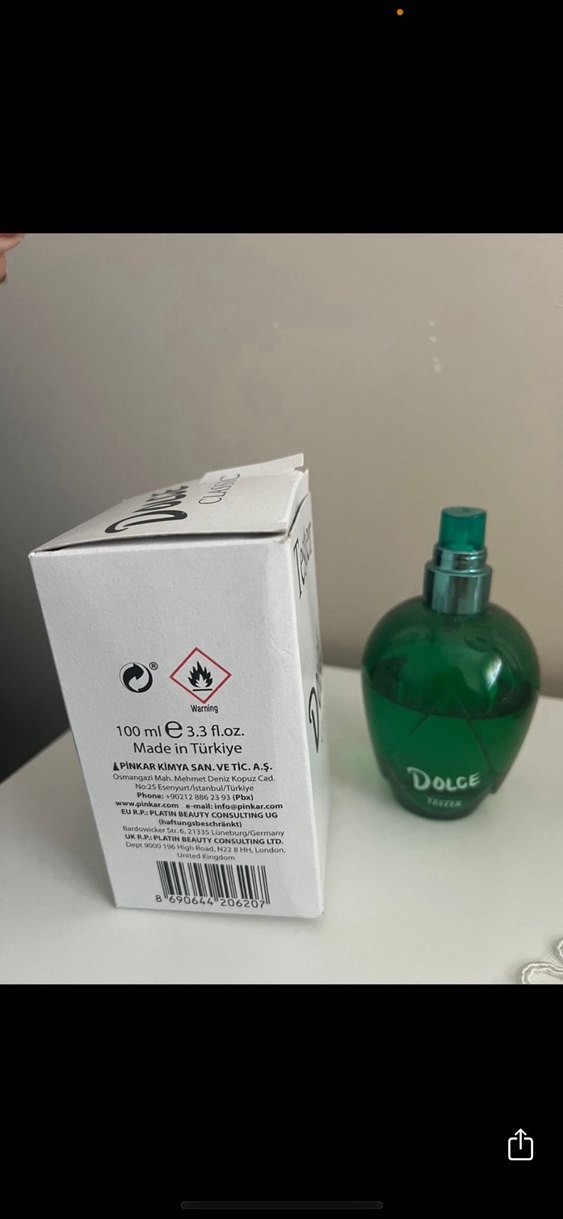 DOLCE
CLASSIC
Tester
®
Warning
100 ml e 3.3 fl.oz.
Made in Türkiye
PİNKAR KİMYA SAN. VE TİC. A.Ş.
Osmangazi Mah. Mehmet Deniz Kopuz Cad.
No:25 Esenyurt/İstanbul/Türkiye
Phone: +90212 886 23 93 (Pbx)
www.pinkar.com e-mail: info@pinkar.com
EU R.P.: PLATIN BEAUTY CONSULTING UG
(haftungsbeschränkt)
Bardowicker Str. 6, 21335 Lüneburg/Germany
UK R.P.: PLATIN BEAUTY CONSULTING LTD.
Dept 9000 196 High Road, N22 8 HH, London,
United Kingdom
8 690644 206207
DOLCE
TESTER